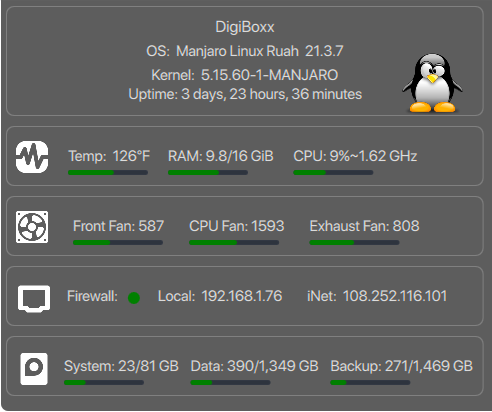 DigiBoxx
OS: Manjaro Linux Ruah 21.3.7
Kernel: 5.15.60-1-MANJARO
Uptime: 3 days, 23 hours, 36 minutes
Temp: 126°F RAM: 9.8/16 GiB CPU: 9%~1.62 GHz
Front Fan: 587 CPU Fan: 1593 Exhaust Fan: 808
Firewall: Local: 192.168.1.76 iNet: 108.252.116.101
System: 23/81 GB Data: 390/1,349 GB Backup: 271/1,469 GB